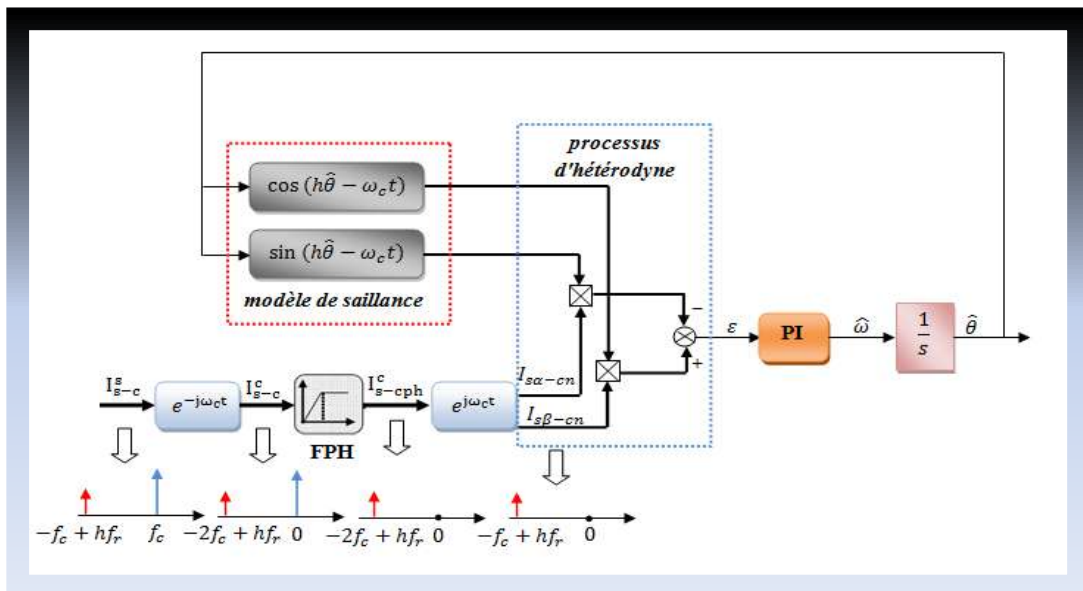 processus
d'hétérodyne
cos (hθ̂ − ω_c t)
sin (hθ̂ − ω_c t)
modèle de saillance
−
+
ε
PI
ω̂
1/s
θ̂
I^s_{s−c}
e^{−jω_c t}
I^c_{s−c}
FPH
I^c_{s−cph}
e^{jω_c t}
I_{sα−cn}
I_{sβ−cn}
−f_c + hf_r
f_c
−2f_c + hf_r
0
−2f_c + hf_r
0
−f_c + hf_r
0